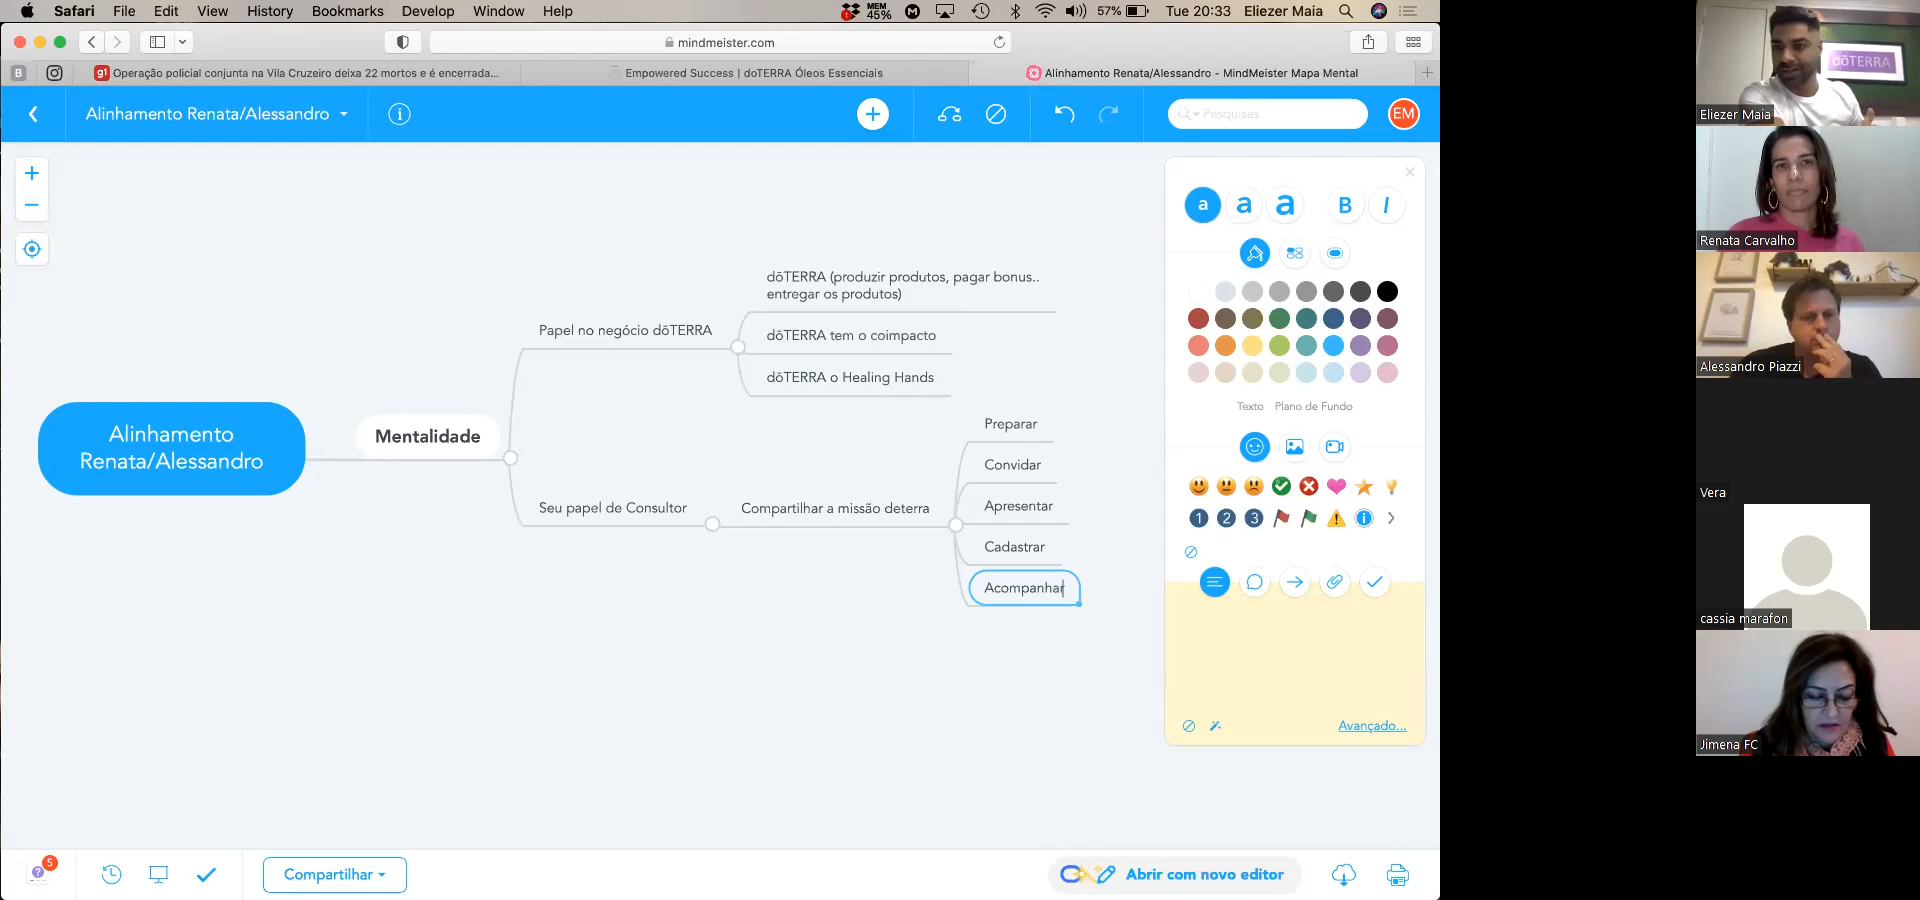 Safari File Edit View History Bookmarks Develop Window Help
1 MEM 45% 57% Tue 20:33 Eliezer Maia
mindmeister.com
B g1 Operação policial conjunta na Vila Cruzeiro deixa 22 mortos e é encerrada...
Empowered Success | doTERRA Óleos Essenciais
Alinhamento Renata/Alessandro - MindMeister Mapa Mental
Alinhamento Renata/Alessandro
Pesquisas
EM
Alinhamento
Renata/Alessandro
Mentalidade
Papel no negócio dōTERRA
dōTERRA (produzir produtos, pagar bonus..
entregar os produtos)
dōTERRA tem o coimpacto
dōTERRA o Healing Hands
Seu papel de Consultor
Compartilhar a missão deterra
Preparar
Convidar
Apresentar
Cadastrar
Acompanhar
a a a B I
Texto Plano de Fundo
1 2 3
Avançado...
5
Compartilhar
Abrir com novo editor
dōTERRA
Eliezer Maia
Renata Carvalho
Alessandro Piazzi
Vera
cassia marafon
Jimena FC